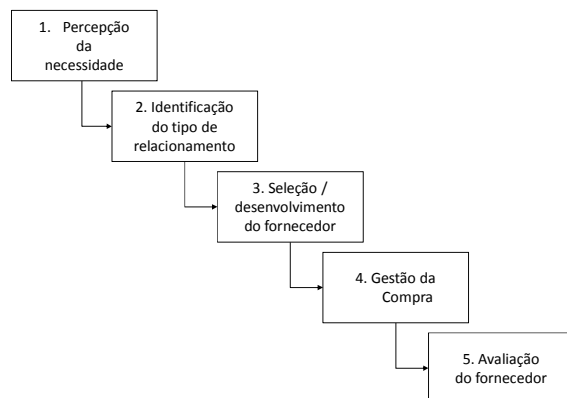 1. Percepção
da
necessidade
2. Identificação
do tipo de
relacionamento
3. Seleção /
desenvolvimento
do fornecedor
4. Gestão da
Compra
5. Avaliação
do fornecedor